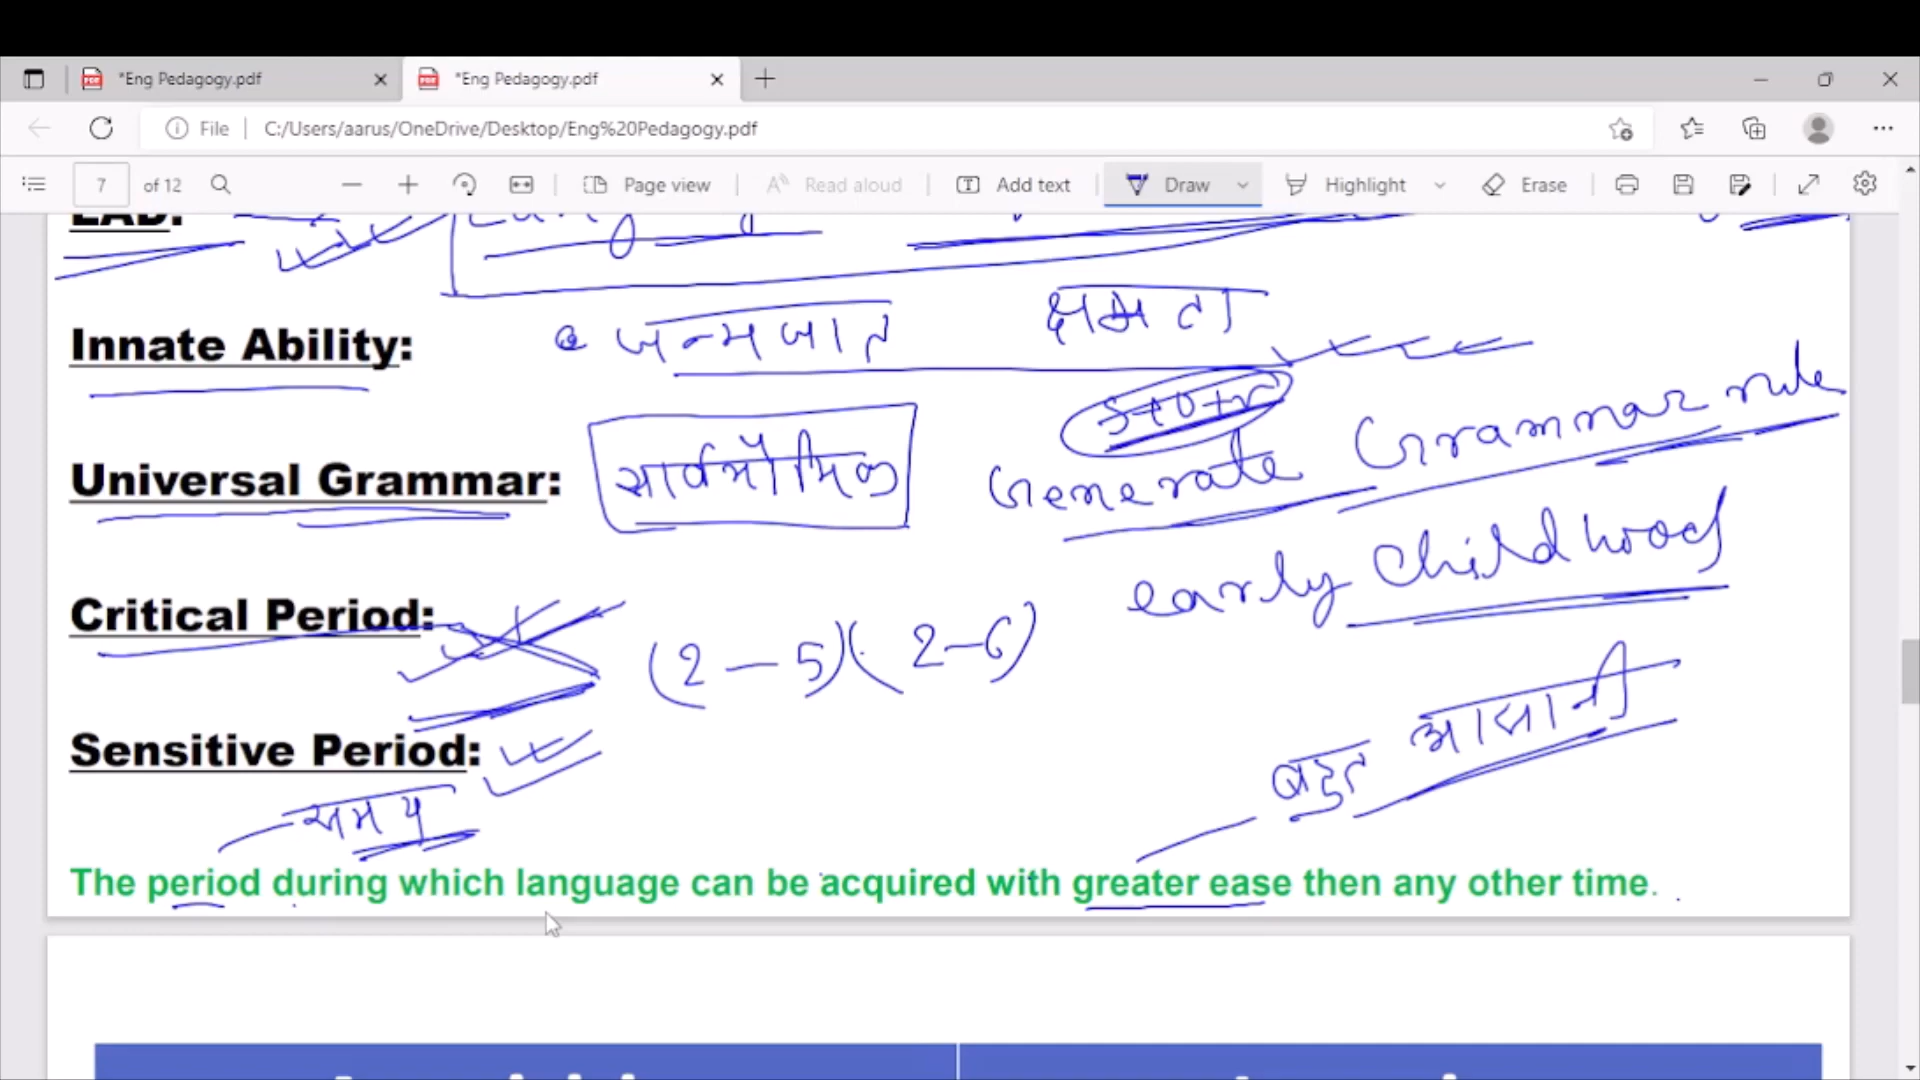 *Eng Pedagogy.pdf
*Eng Pedagogy.pdf
File
C:/Users/aarus/OneDrive/Desktop/Eng%20Pedagogy.pdf
7 of 12
Page view
Read aloud
Add text
Draw
Highlight
Erase
LAD:
Innate Ability: जन्मजात क्षमता
Universal Grammar: सार्वभौमिक Generate Grammar rule
early childhood
Critical Period: (2-5) (2-6)
Sensitive Period:
समय
बहुत आसानी
The period during which language can be acquired with greater ease then any other time.